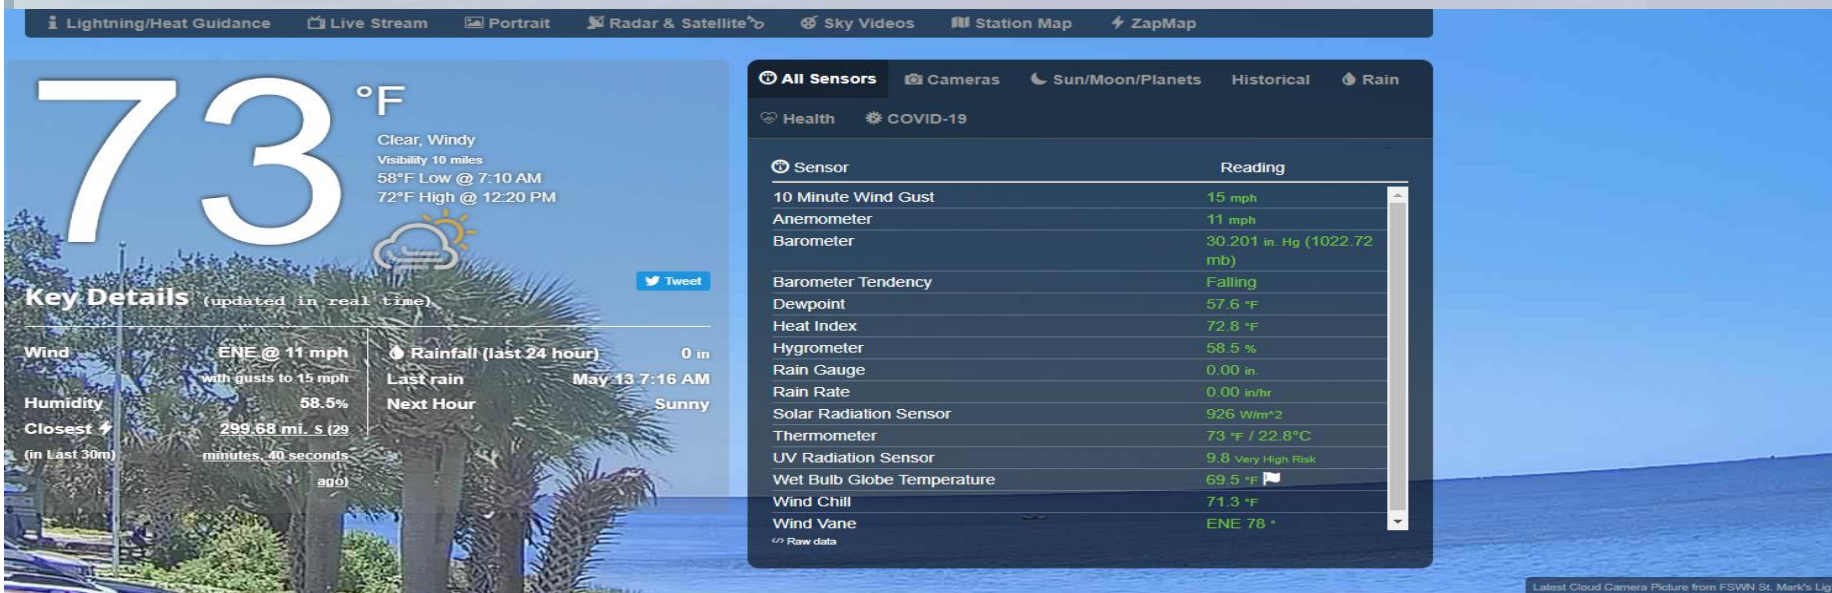 Lightning/Heat Guidance Live Stream Portrait Radar & Satellite Sky Videos Station Map ZapMap
73 °F
Clear, Windy
Visibility 10 miles
58°F Low @ 7:10 AM
72°F High @ 12:20 PM
Tweet
Key Details (updated in real time)
Wind ENE @ 11 mph
with gusts to 15 mph
Humidity 58.5%
Closest 299.68 mi. S (29
(in Last 30m) minutes, 40 seconds
ago)
Rainfall (last 24 hour) 0 in
Last rain May 13 7:16 AM
Next Hour Sunny
All Sensors Cameras Sun/Moon/Planets Historical Rain
Health COVID-19
Sensor Reading
10 Minute Wind Gust 15 mph
Anemometer 11 mph
Barometer 30.201 in. Hg (1022.72
mb)
Barometer Tendency Falling
Dewpoint 57.6 °F
Heat Index 72.8 °F
Hygrometer 58.5 %
Rain Gauge 0.00 in.
Rain Rate 0.00 in/hr
Solar Radiation Sensor 926 W/m^2
Thermometer 73 °F / 22.8°C
UV Radiation Sensor 9.8 Very High Risk
Wet Bulb Globe Temperature 69.5 °F
Wind Chill 71.3 °F
Wind Vane ENE 78 °
</> Raw data
Latest Cloud Camera Picture from FSWN St. Mark's Lig